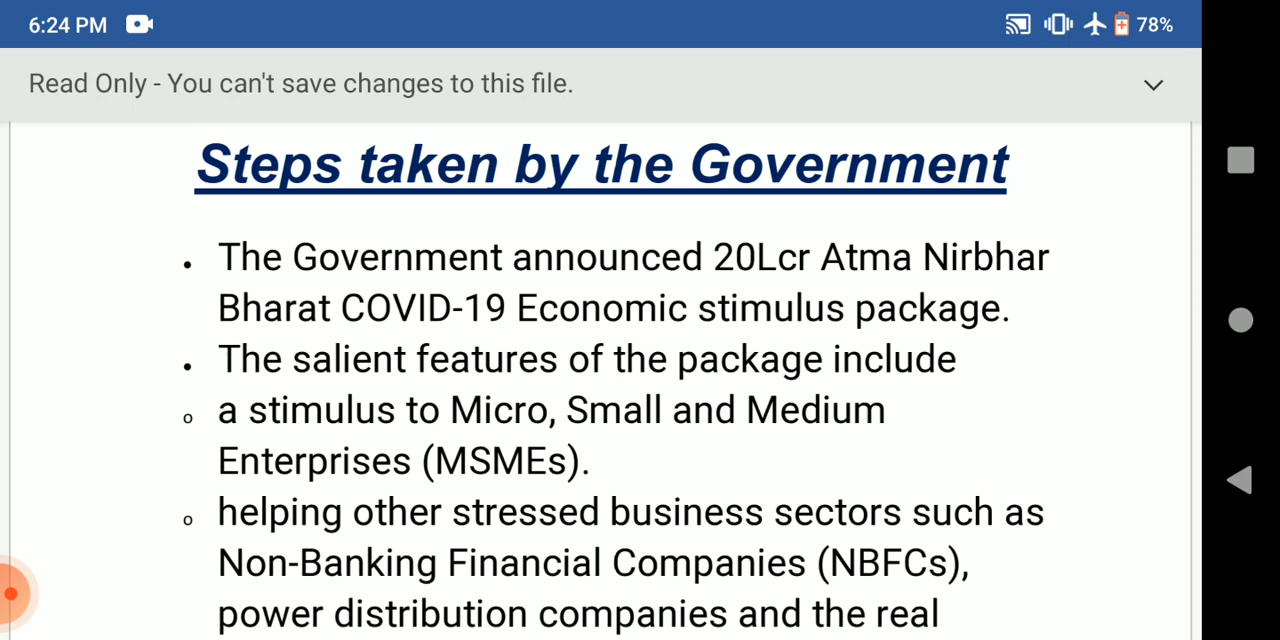 6:24 PM
78%
Read Only - You can't save changes to this file.
Steps taken by the Government
• The Government announced 20Lcr Atma Nirbhar
Bharat COVID-19 Economic stimulus package.
• The salient features of the package include
o a stimulus to Micro, Small and Medium
Enterprises (MSMEs).
o helping other stressed business sectors such as
Non-Banking Financial Companies (NBFCs),
power distribution companies and the real